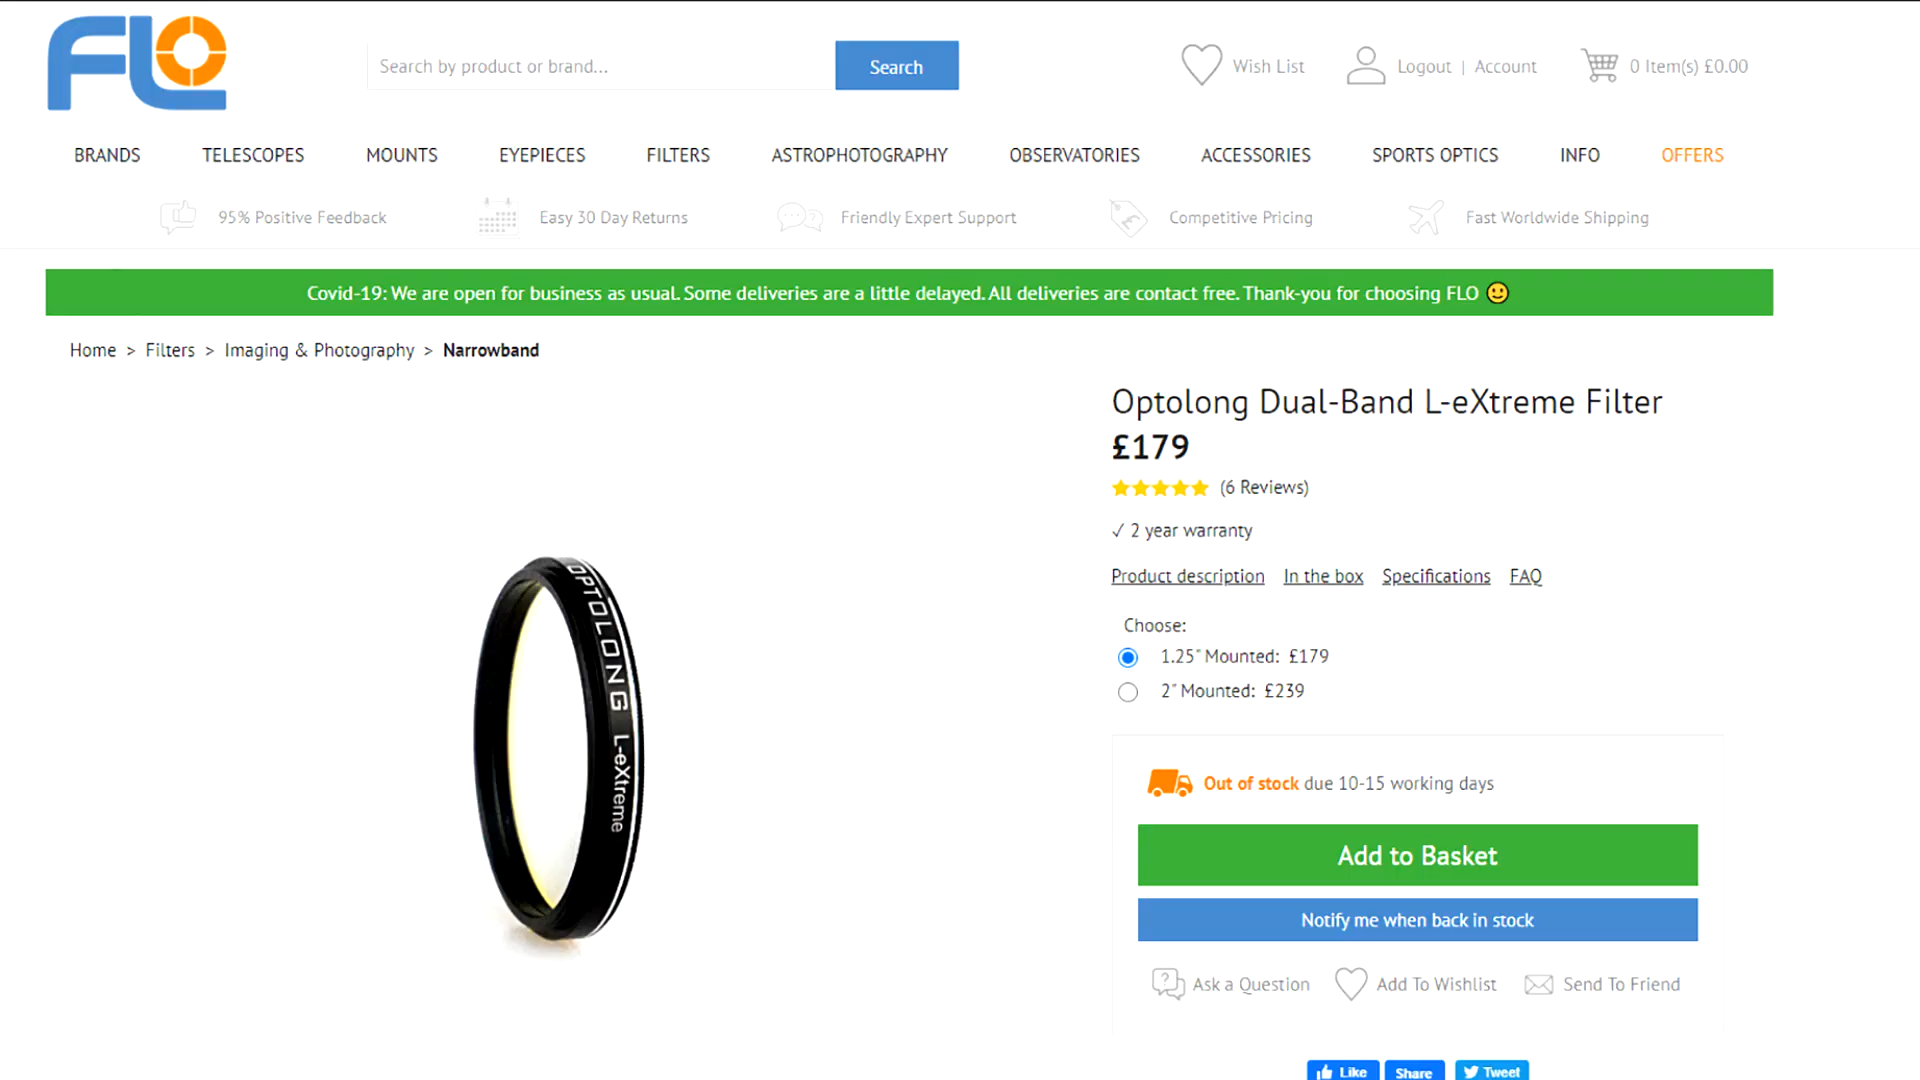 FLO
Search by product or brand...
Search
Wish List
Logout | Account
0 Item(s) £0.00
BRANDS
TELESCOPES
MOUNTS
EYEPIECES
FILTERS
ASTROPHOTOGRAPHY
OBSERVATORIES
ACCESSORIES
SPORTS OPTICS
INFO
OFFERS
95% Positive Feedback
Easy 30 Day Returns
Friendly Expert Support
Competitive Pricing
Fast Worldwide Shipping
Covid-19: We are open for business as usual. Some deliveries are a little delayed. All deliveries are contact free. Thank-you for choosing FLO 🙂
Home > Filters > Imaging & Photography > Narrowband
OPTOLONG L-eXtreme
Optolong Dual-Band L-eXtreme Filter
£179
(6 Reviews)
✓ 2 year warranty
Product description In the box Specifications FAQ
Choose:
1.25" Mounted: £179
2" Mounted: £239
Out of stock due 10-15 working days
Add to Basket
Notify me when back in stock
Ask a Question
Add To Wishlist
Send To Friend
Like
Share
Tweet